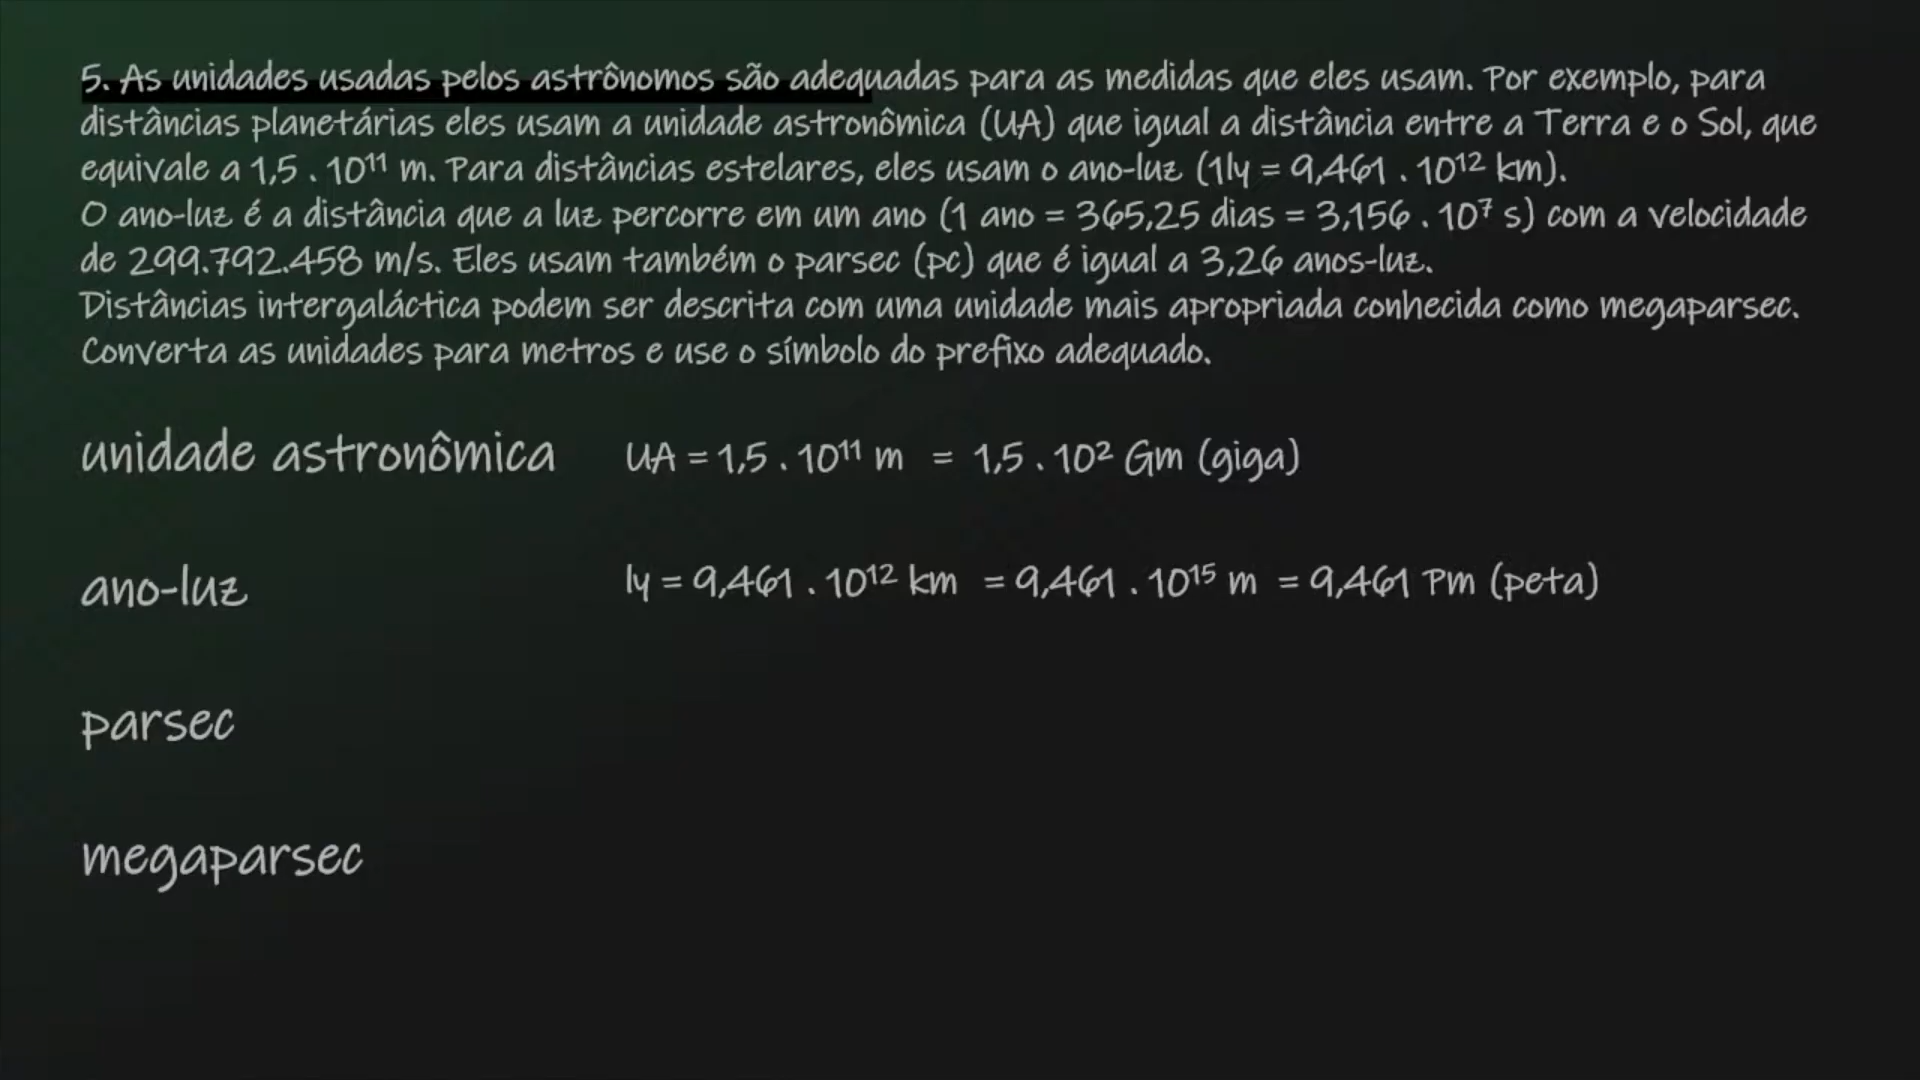 5. As unidades usadas pelos astrônomos são adequadas para as medidas que eles usam. Por exemplo, para
distâncias planetárias eles usam a unidade astronômica (UA) que igual a distância entre a Terra e o Sol, que
equivale a 1,5 . 10¹¹ m. Para distâncias estelares, eles usam o ano-luz (1ly = 9,461 . 10¹² km).
O ano-luz é a distância que a luz percorre em um ano (1 ano = 365,25 dias = 3,156 . 10⁷ s) com a velocidade
de 299.792.458 m/s. Eles usam também o parsec (pc) que é igual a 3,26 anos-luz.
Distâncias intergaláctica podem ser descrita com uma unidade mais apropriada conhecida como megaparsec.
Converta as unidades para metros e use o símbolo do prefixo adequado.
unidade astronômica UA = 1,5 . 10¹¹ m = 1,5 . 10² Gm (giga)
ano-luz ly = 9,461 . 10¹² km = 9,461 . 10¹⁵ m = 9,461 Pm (peta)
parsec
megaparsec